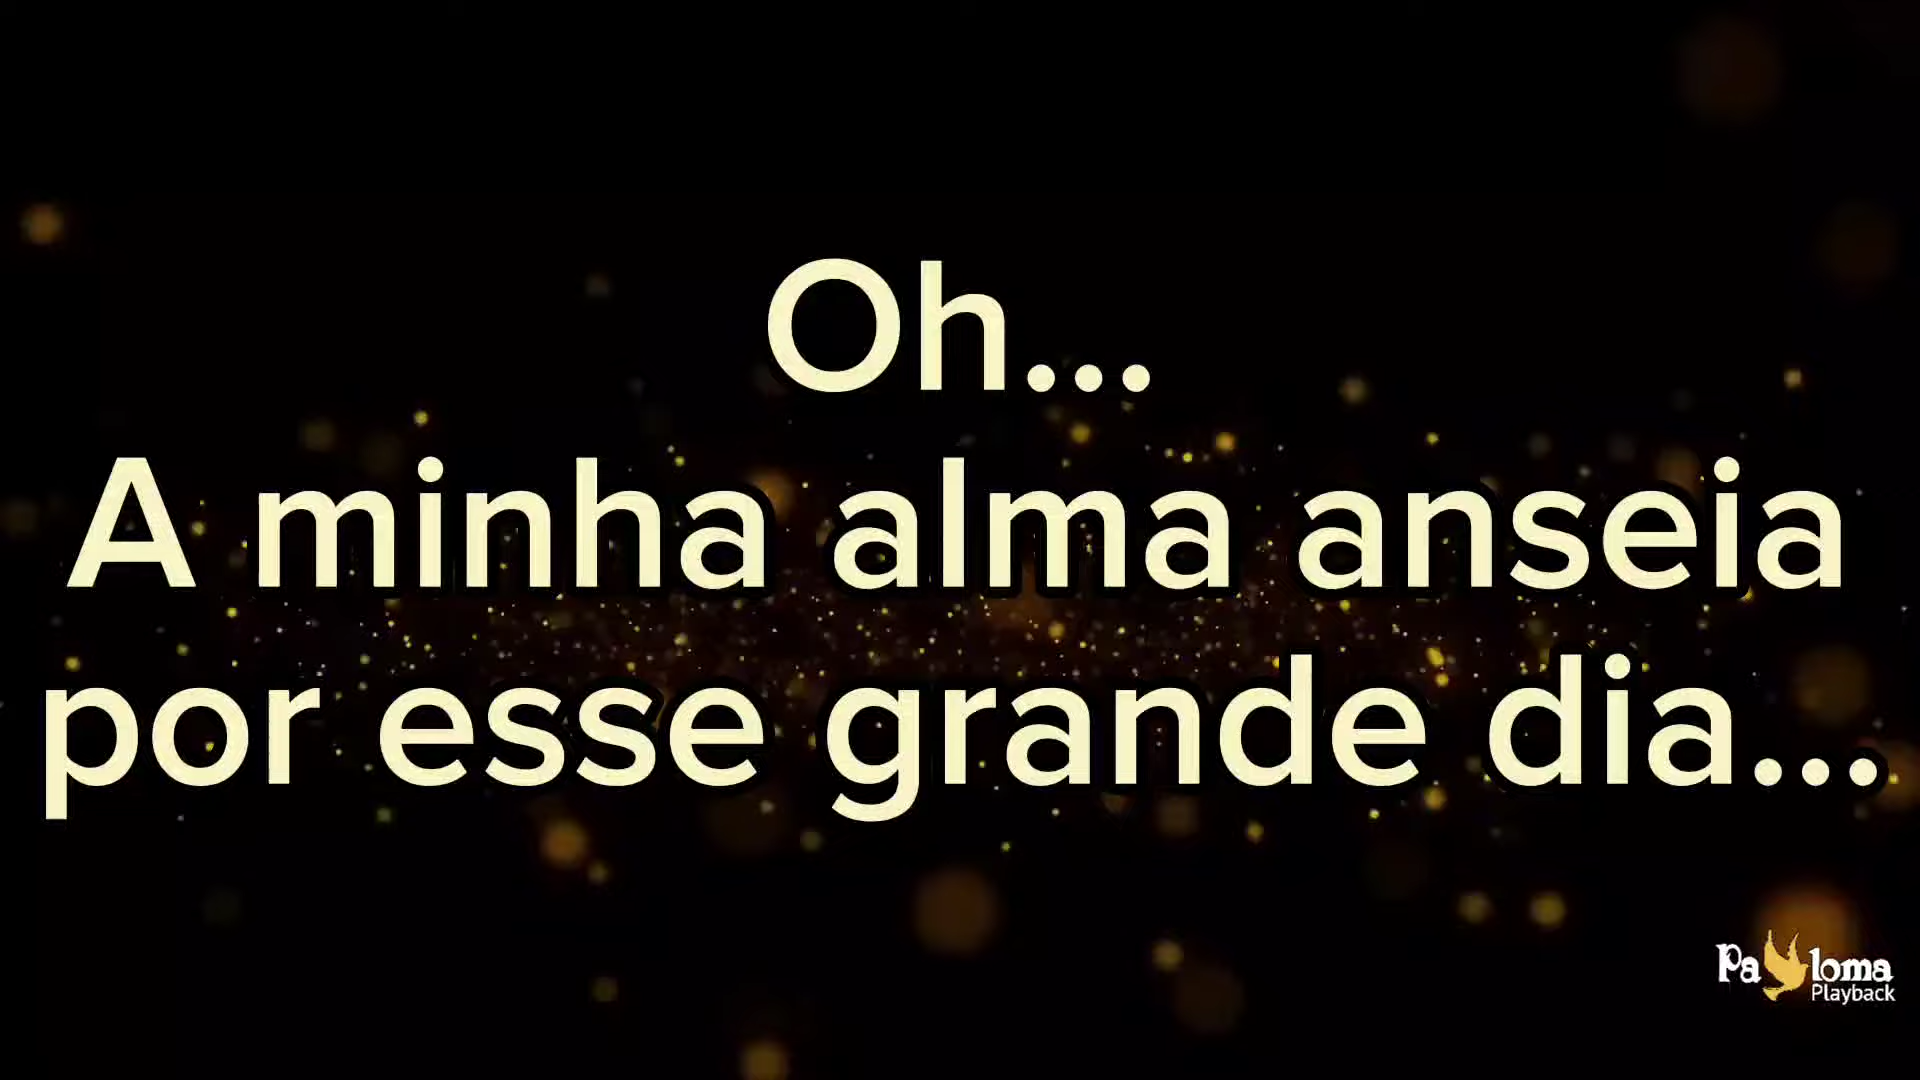 Oh...
A minha alma anseia
por esse grande dia...
Paloma
Playback